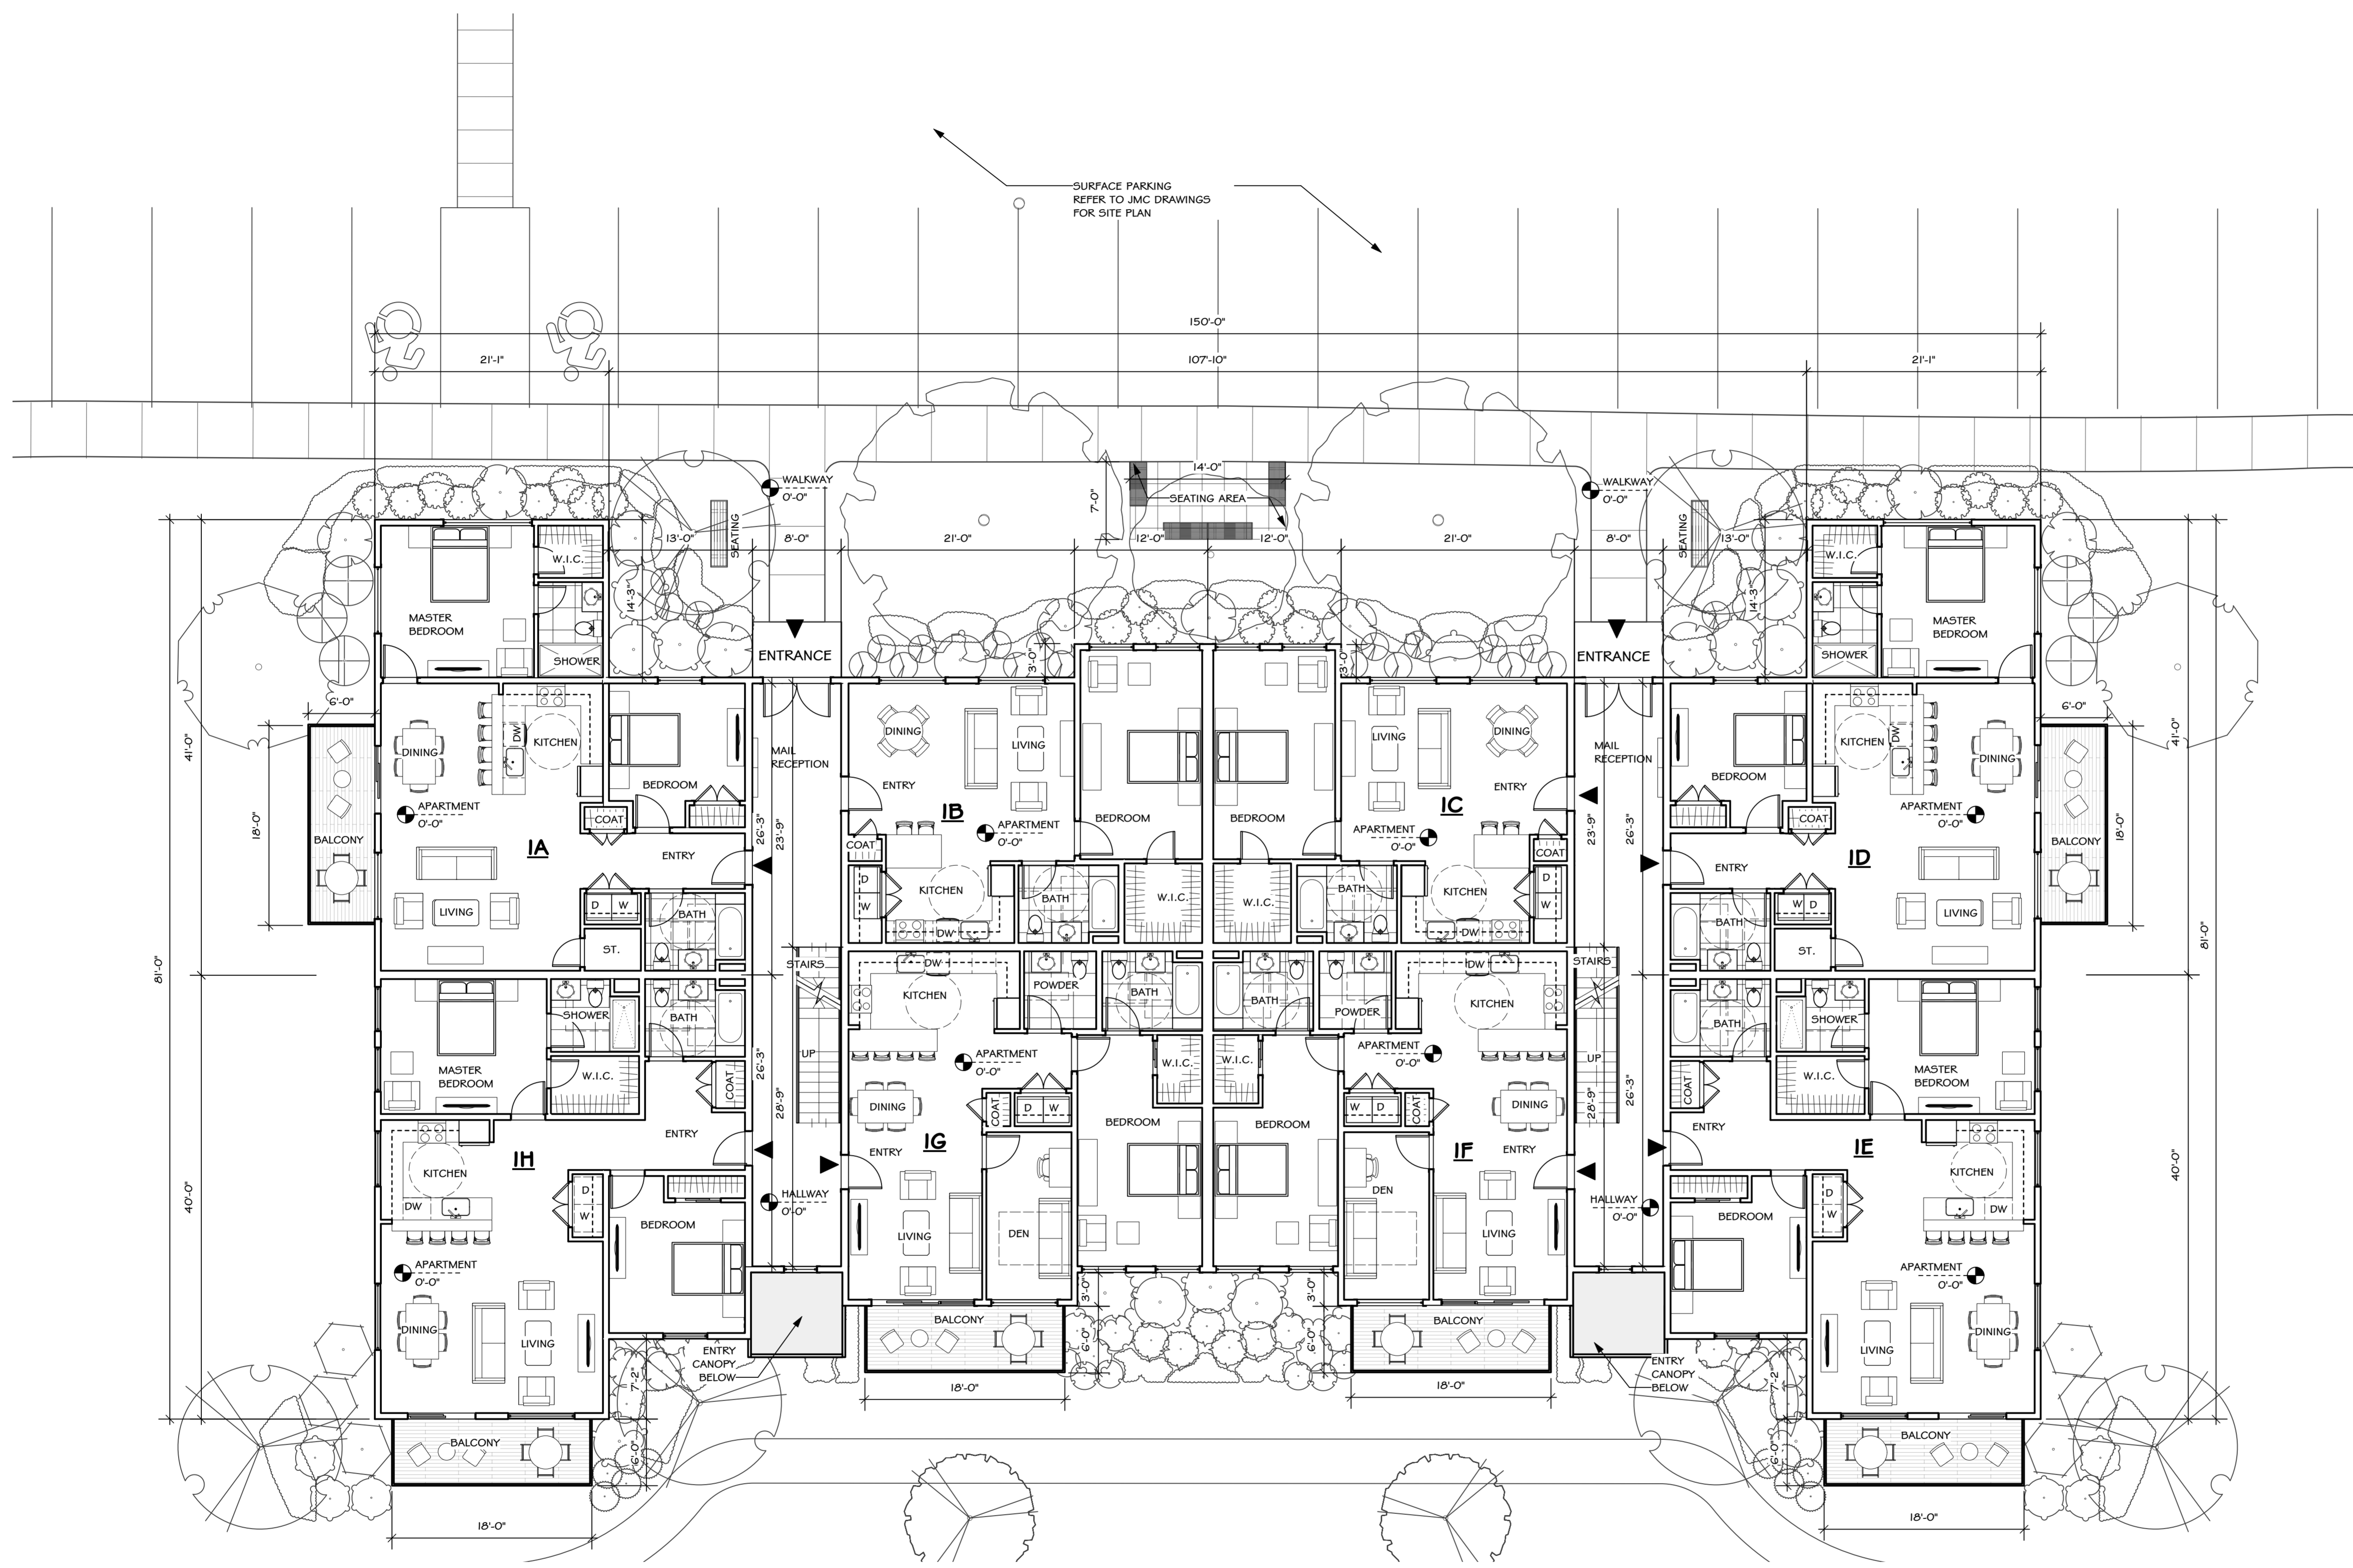 SURFACE PARKING
REFER TO JMC DRAWINGS
FOR SITE PLAN
150'-0"
21'-1"
107'-10"
21'-1"
WALKWAY
0'-0"
14'-0"
SEATING AREA
7'-0"
WALKWAY
0'-0"
13'-0"
SEATING
8'-0"
21'-0"
12'-0"
12'-0"
21'-0"
8'-0"
SEATING
13'-0"
W.I.C.
14'-3"
MASTER
BEDROOM
SHOWER
ENTRANCE
3'-0"
3'-0"
ENTRANCE
14'-3"
W.I.C.
MASTER
BEDROOM
SHOWER
6'-0"
6'-0"
41'-0"
18'-0"
BALCONY
DINING
DW
KITCHEN
BEDROOM
APARTMENT
0'-0"
COAT
1A
ENTRY
LIVING
D W
ST.
BATH
MAIL
RECEPTION
26'-3"
23'-9"
DINING
LIVING
ENTRY
1B
APARTMENT
0'-0"
COAT
D
W
KITCHEN
DW
BATH
BEDROOM
W.I.C.
BEDROOM
W.I.C.
LIVING
DINING
ENTRY
1C
APARTMENT
0'-0"
COAT
D
W
KITCHEN
DW
BATH
MAIL
RECEPTION
23'-9"
26'-3"
BEDROOM
KITCHEN
DW
DINING
APARTMENT
0'-0"
COAT
ENTRY
1D
LIVING
W D
ST.
BATH
BALCONY
18'-0"
41'-0"
81'-0"
81'-0"
40'-0"
SHOWER
BATH
MASTER
BEDROOM
W.I.C.
COAT
ENTRY
1H
KITCHEN
DW
D
W
BEDROOM
APARTMENT
0'-0"
DINING
LIVING
BALCONY
18'-0"
7'-2"
6'-0"
STAIRS
UP
26'-3"
28'-9"
HALLWAY
0'-0"
ENTRY
CANOPY
BELOW
DW
KITCHEN
POWDER
BATH
APARTMENT
0'-0"
W.I.C.
DINING
COAT
D W
1G
ENTRY
BEDROOM
LIVING
DEN
BALCONY
18'-0"
3'-0"
6'-0"
DW
KITCHEN
POWDER
BATH
APARTMENT
0'-0"
W.I.C.
W D
COAT
DINING
1F
ENTRY
BEDROOM
DEN
LIVING
BALCONY
18'-0"
3'-0"
6'-0"
STAIRS
UP
28'-9"
26'-3"
HALLWAY
0'-0"
ENTRY
CANOPY
BELOW
BATH
SHOWER
MASTER
BEDROOM
W.I.C.
COAT
ENTRY
1E
KITCHEN
DW
D
W
BEDROOM
APARTMENT
0'-0"
LIVING
DINING
BALCONY
7'-2"
6'-0"
18'-0"
40'-0"